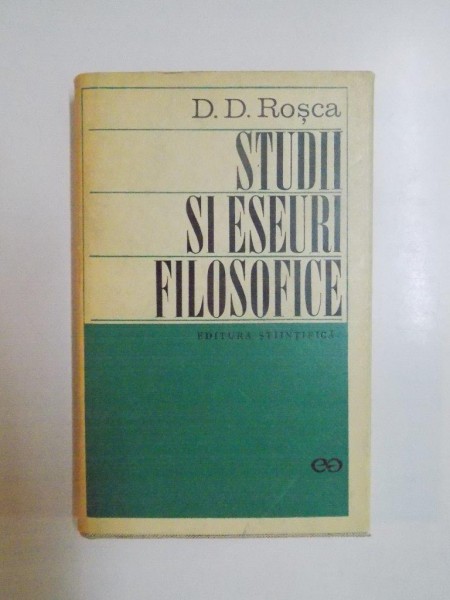 D. D. Roșca
STUDII
SI ESEURI
FILOSOFICE
EDITURA ȘTIINȚIFICĂ